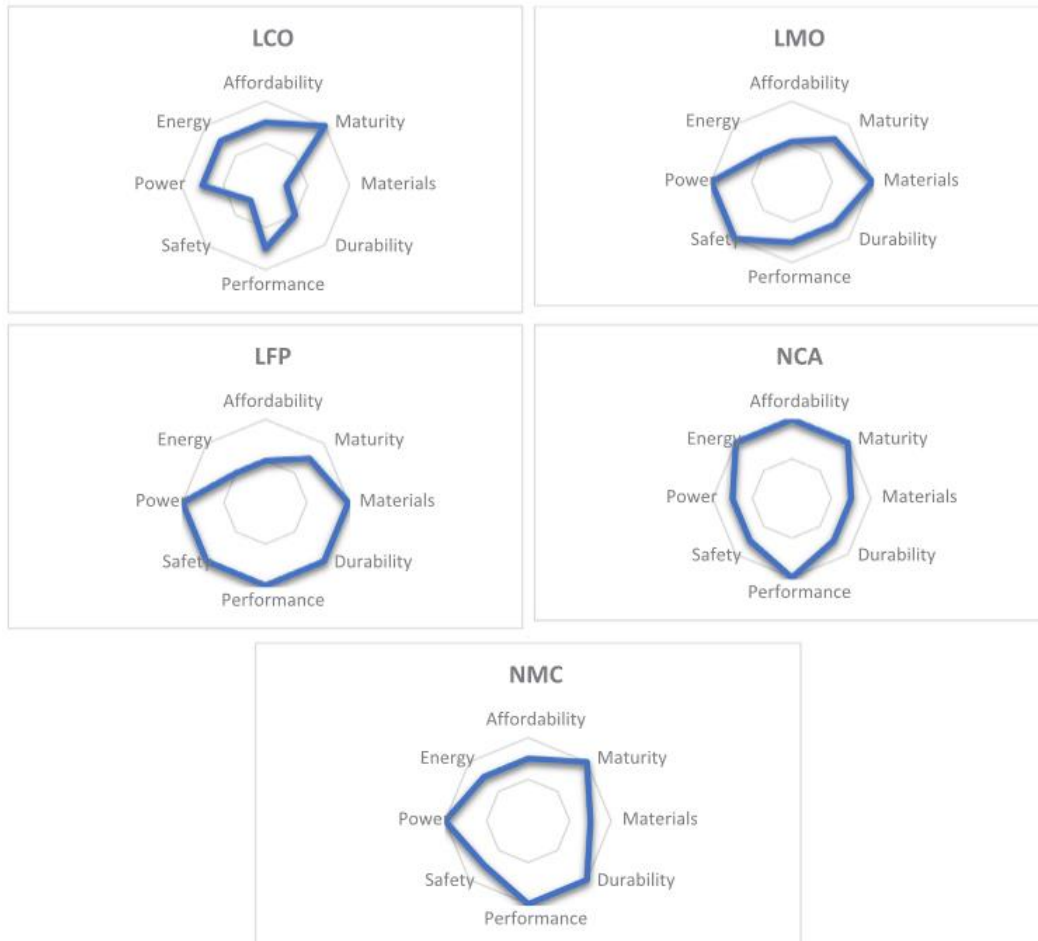 LCO
Affordability
Energy
Maturity
Power
Materials
Safety
Durability
Performance
LMO
Affordability
Energy
Maturity
Power
Materials
Safety
Durability
Performance
LFP
Affordability
Energy
Maturity
Power
Materials
Safety
Durability
Performance
NCA
Affordability
Energy
Maturity
Power
Materials
Safety
Durability
Performance
NMC
Affordability
Energy
Maturity
Power
Materials
Safety
Durability
Performance